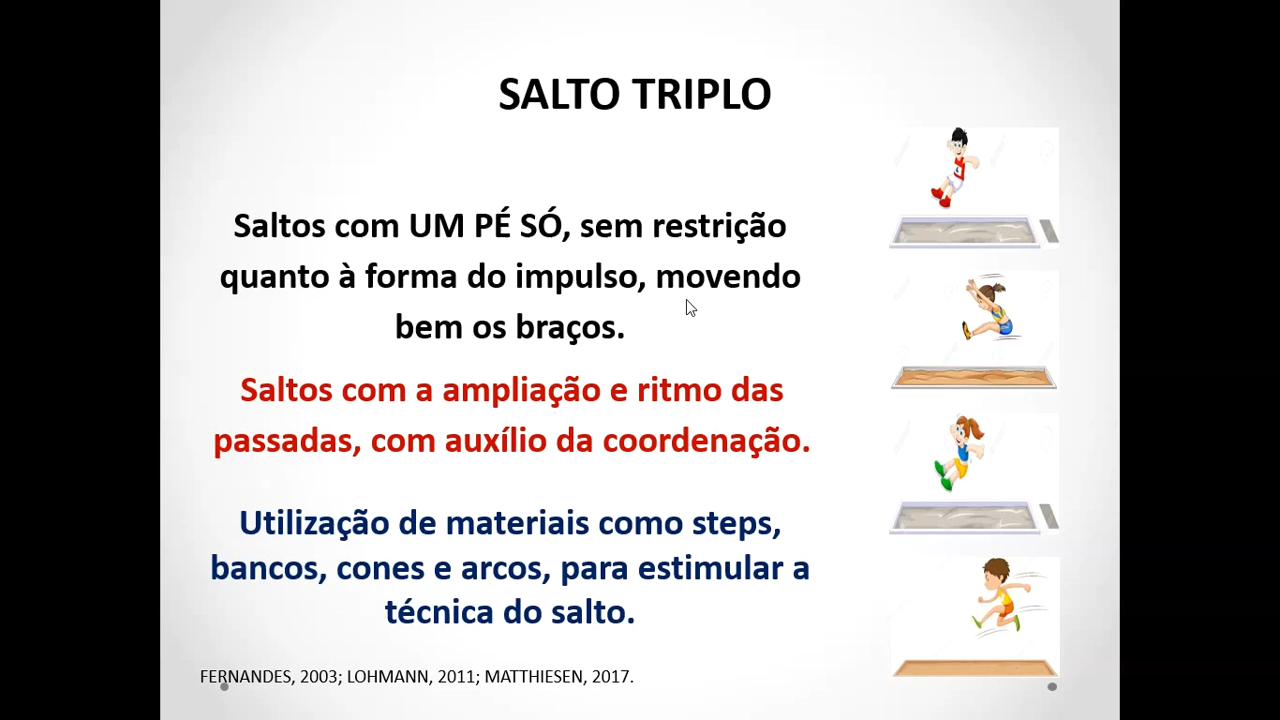 SALTO TRIPLO
Saltos com UM PÉ SÓ, sem restrição
quanto à forma do impulso, movendo
bem os braços.
Saltos com a ampliação e ritmo das
passadas, com auxílio da coordenação.
Utilização de materiais como steps,
bancos, cones e arcos, para estimular a
técnica do salto.
FERNANDES, 2003; LOHMANN, 2011; MATTHIESEN, 2017.